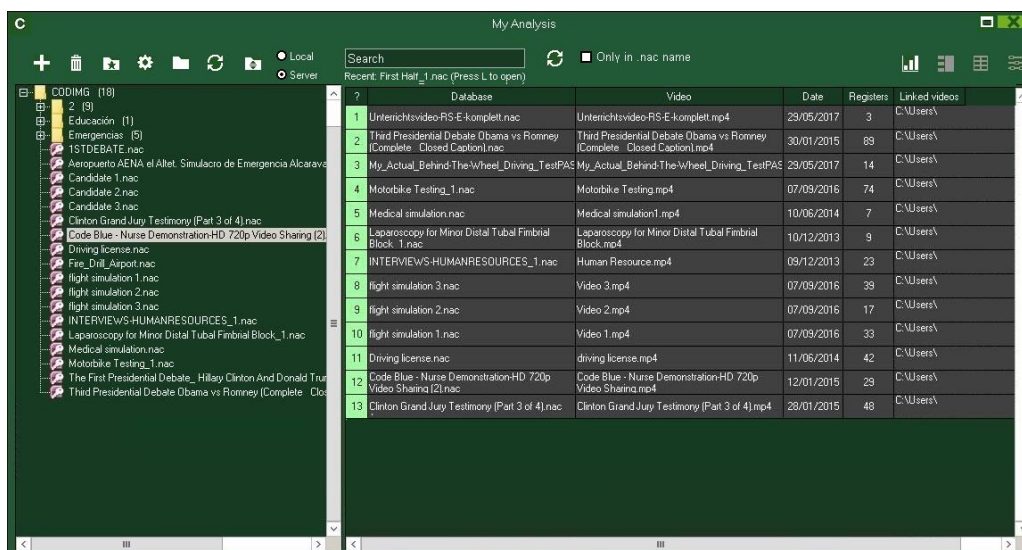 C My Analysis
Local
Server
Search
Only in .nac name
Recent: First Half_1.nac (Press L to open)
CODIMG (18)
2 (9)
Educación (1)
Emergencias (5)
1STDEBATE.nac
Aeropuerto AENA el Altet. Simulacro de Emergencia Alcarava
Candidate 1.nac
Candidate 2.nac
Candidate 3.nac
Clinton Grand Jury Testimony (Part 3 of 4).nac
Code Blue - Nurse Demonstration-HD 720p Video Sharing (2).
Driving license.nac
Fire_Drill_Airport.nac
flight simulation 1.nac
flight simulation 2.nac
flight simulation 3.nac
INTERVIEWS-HUMANRESOURCES_1.nac
Laparoscopy for Minor Distal Tubal Fimbrial Block_1.nac
Medical simulation.nac
Motorbike Testing_1.nac
The First Presidential Debate_ Hillary Clinton And Donald Trun
Third Presidential Debate Obama vs Romney (Complete Clos
? Database Video Date Registers Linked videos
1 Unterrichtsvideo-RS-E-komplett.nac Unterrichtsvideo-RS-E-komplett.mp4 29/05/2017 3 C:\Users\
2 Third Presidential Debate Obama vs Romney (Complete Closed Caption).nac Third Presidential Debate Obama vs Romney (Complete Closed Caption).mp4 30/01/2015 89 C:\Users\
3 My_Actual_Behind-The-Wheel_Driving_TestPAS My_Actual_Behind-The-Wheel_Driving_TestPAS 29/05/2017 14 C:\Users\
4 Motorbike Testing_1.nac Motorbike Testing.mp4 07/09/2016 74 C:\Users\
5 Medical simulation.nac Medical simulation1.mp4 10/06/2014 7 C:\Users\
6 Laparoscopy for Minor Distal Tubal Fimbrial Block_1.nac Laparoscopy for Minor Distal Tubal Fimbrial Block.mp4 10/12/2013 9 C:\Users\
7 INTERVIEWS-HUMANRESOURCES_1.nac Human Resource.mp4 09/12/2013 23 C:\Users\
8 flight simulation 3.nac Video 3.mp4 07/09/2016 39 C:\Users\
9 flight simulation 2.nac Video 2.mp4 07/09/2016 17 C:\Users\
10 flight simulation 1.nac Video 1.mp4 07/09/2016 33 C:\Users\
11 Driving license.nac driving license.mp4 11/06/2014 42 C:\Users\
12 Code Blue - Nurse Demonstration-HD 720p Video Sharing (2).nac Code Blue - Nurse Demonstration-HD 720p Video Sharing.mp4 12/01/2015 29 C:\Users\
13 Clinton Grand Jury Testimony (Part 3 of 4).nac Clinton Grand Jury Testimony (Part 3 of 4).mp4 28/01/2015 48 C:\Users\